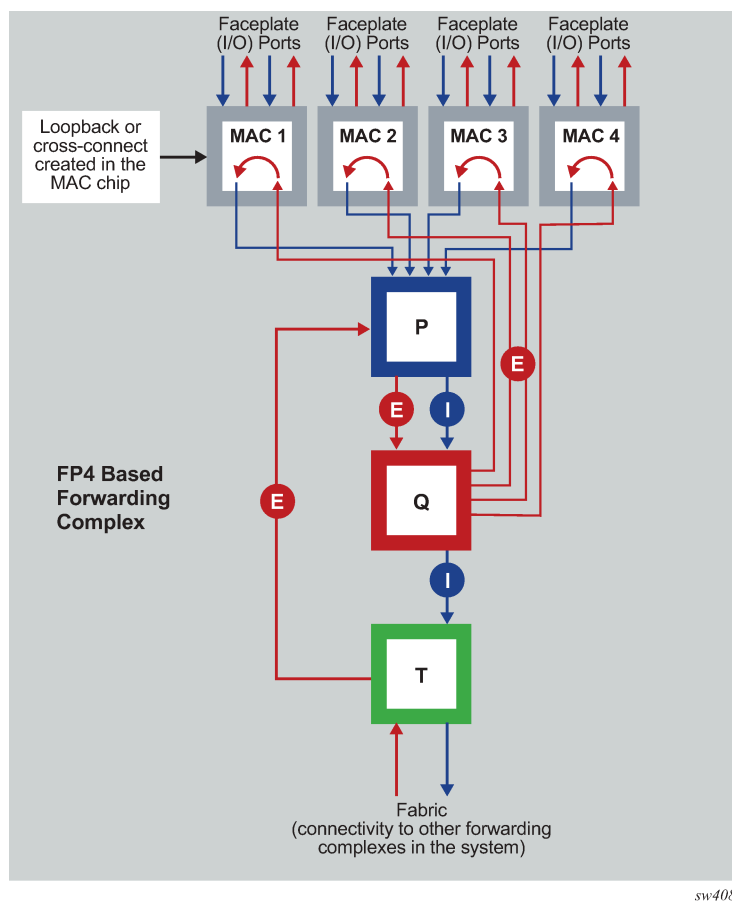 Faceplate
(I/O) Ports
Faceplate
(I/O) Ports
Faceplate
(I/O) Ports
Faceplate
(I/O) Ports
Loopback or
cross-connect
created in the
MAC chip
MAC 1
MAC 2
MAC 3
MAC 4
P
E
E
I
FP4 Based
Forwarding
Complex
E
Q
I
T
Fabric
(connectivity to other forwarding
complexes in the system)
sw408